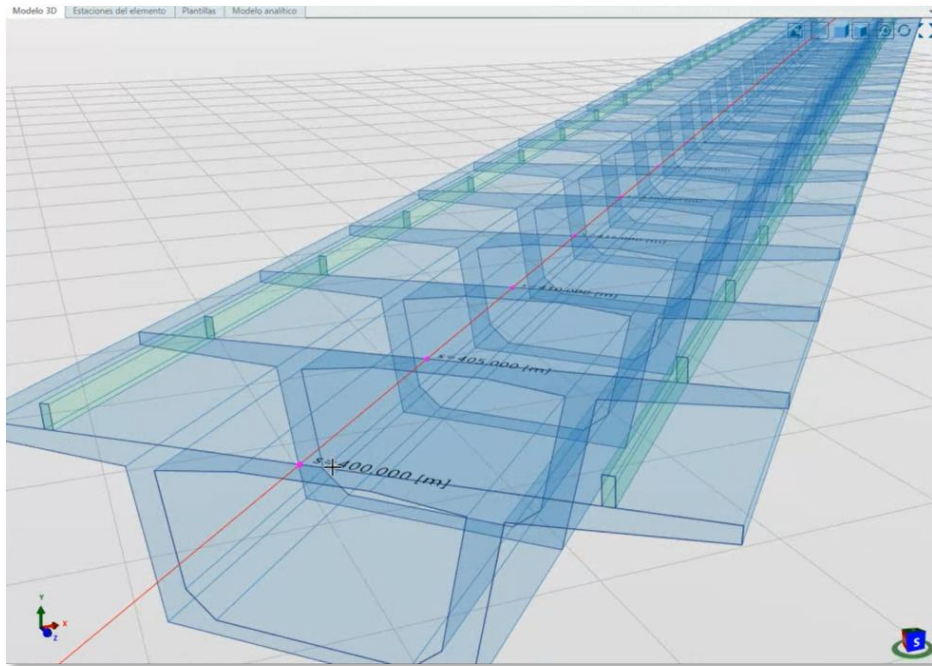 Modelo 3D Estaciones del elemento Plantillas Modelo analítico
s=405.000 [m]
s=400.000 [m]
Y
X
Z
S